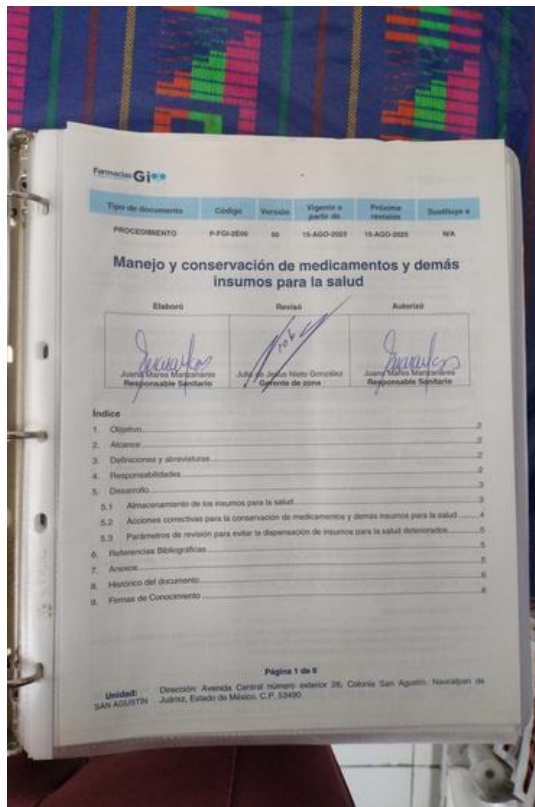 Farmacias Gi
Tipo de documento Código Versión Vigente a partir de Próxima revisión Sustituye a
PROCEDIMIENTO P-FGI-2E00 00 15-AGO-2023 15-AGO-2025 N/A
Manejo y conservación de medicamentos y demás
insumos para la salud
Elaboró Revisó Autorizó
Juana Mares Manzanares Julio de Jesús Nieto González Juana Mares Manzanares
Responsable Sanitario Gerente de zona Responsable Sanitario
Índice
1. Objetivo 2
2. Alcance 2
3. Definiciones y abreviaturas 2
4. Responsabilidades 2
5. Desarrollo 3
5.1 Almacenamiento de los insumos para la salud 3
5.2 Acciones correctivas para la conservación de medicamentos y demás insumos para la salud 4
5.3 Parámetros de revisión para evitar la dispensación de insumos para la salud deteriorados 5
6. Referencias Bibliográficas 5
7. Anexos 5
8. Histórico del documento 6
9. Firmas de Conocimiento 6
Página 1 de 6
Unidad: Dirección: Avenida Central número exterior 28, Colonia San Agustín, Naucalpan de
SAN AGUSTÍN Juárez, Estado de México, C.P. 53490